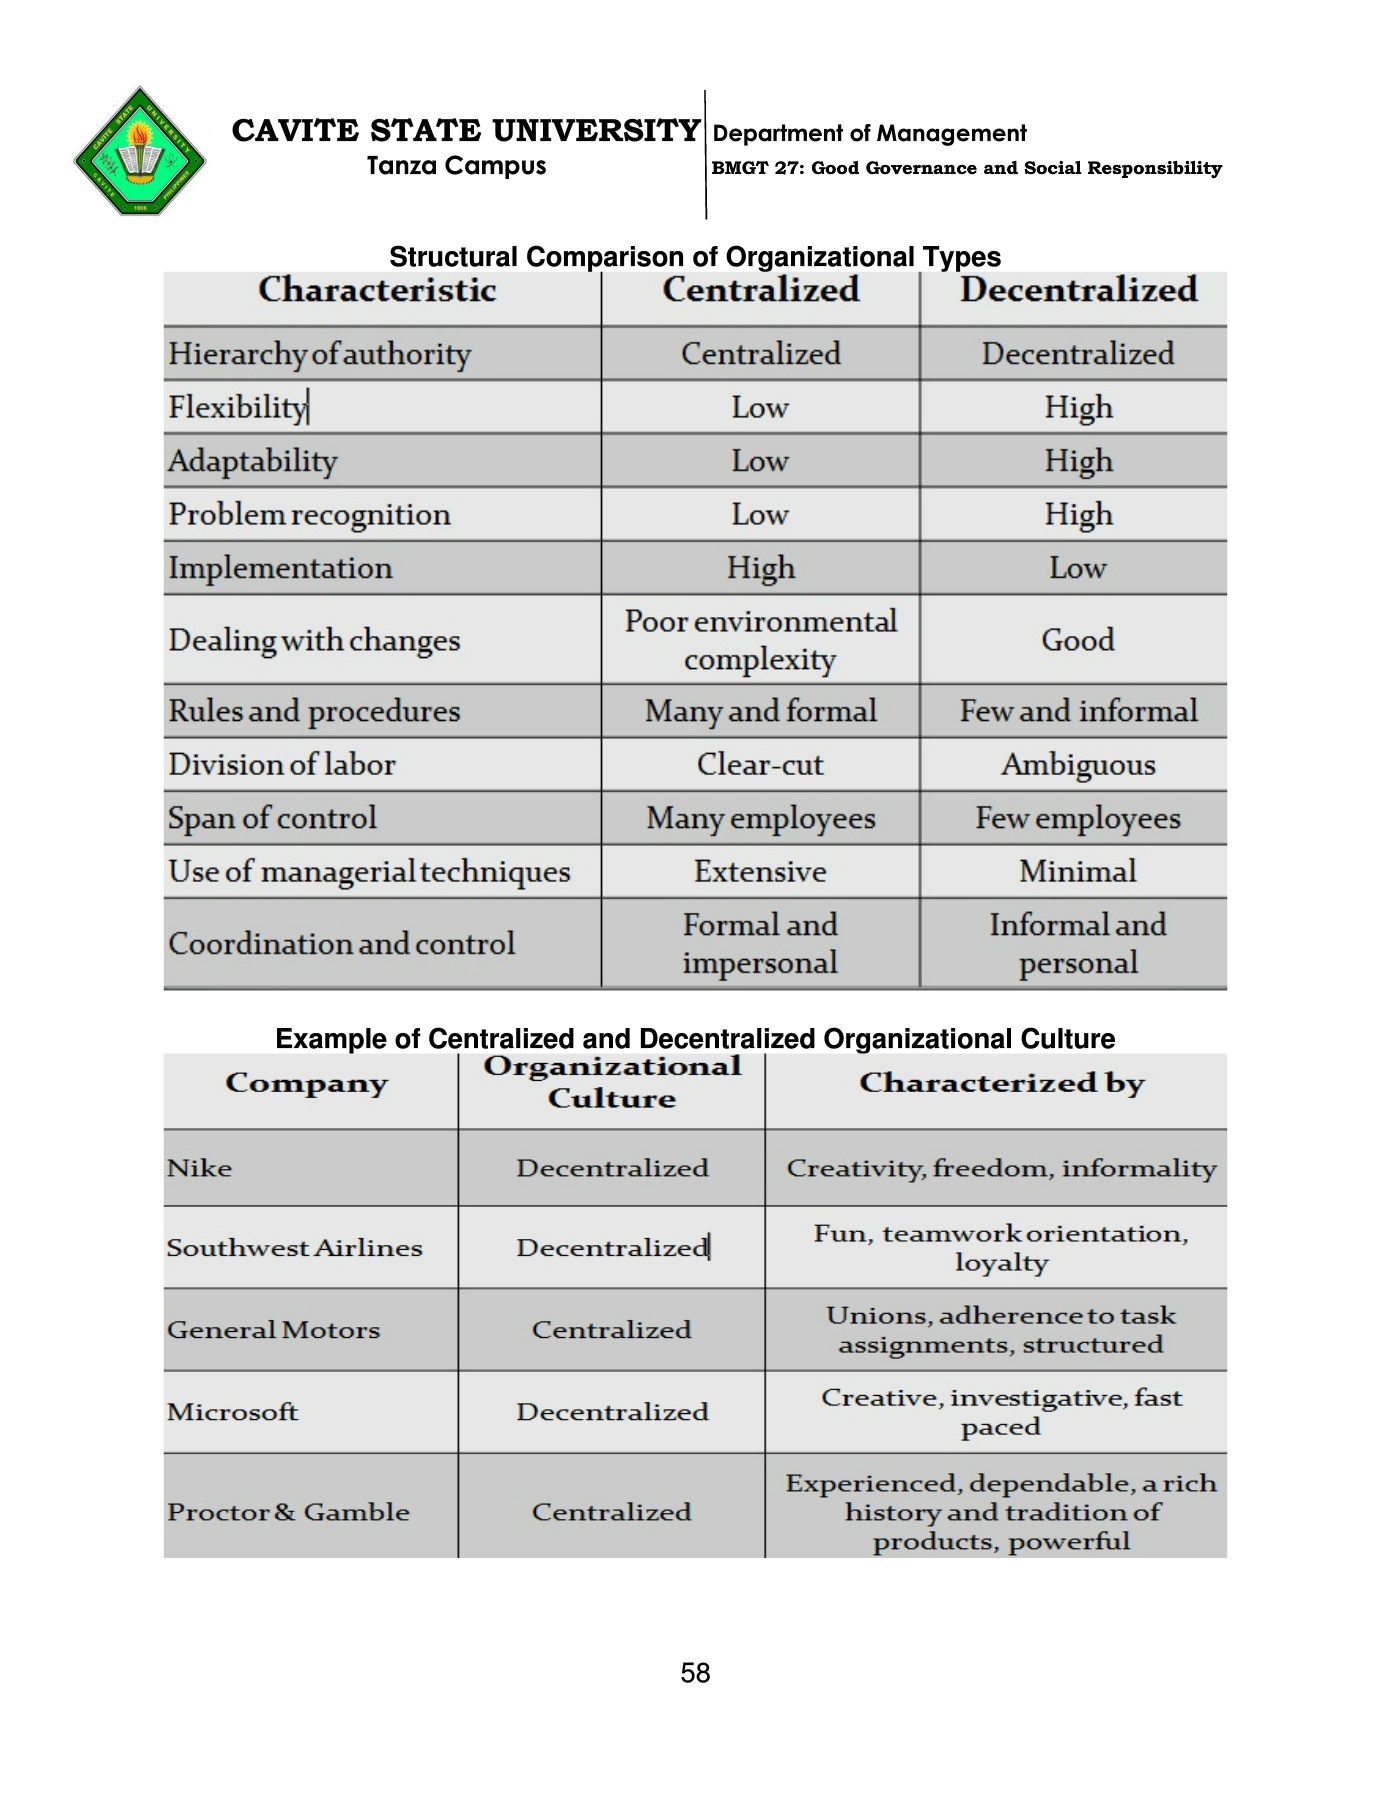 CAVITE STATE UNIVERSITY
Tanza Campus
Department of Management
BMGT 27: Good Governance and Social Responsibility
CAVITE STATE UNIVERSITY
CAVITE
PHILIPPINES
1906
Structural Comparison of Organizational Types
Characteristic Centralized Decentralized
Hierarchy of authority Centralized Decentralized
Flexibility Low High
Adaptability Low High
Problem recognition Low High
Implementation High Low
Dealing with changes Poor environmental complexity Good
Rules and procedures Many and formal Few and informal
Division of labor Clear-cut Ambiguous
Span of control Many employees Few employees
Use of managerial techniques Extensive Minimal
Coordination and control Formal and impersonal Informal and personal
Example of Centralized and Decentralized Organizational Culture
Company Organizational Culture Characterized by
Nike Decentralized Creativity, freedom, informality
Southwest Airlines Decentralized Fun, teamwork orientation, loyalty
General Motors Centralized Unions, adherence to task assignments, structured
Microsoft Decentralized Creative, investigative, fast paced
Proctor & Gamble Centralized Experienced, dependable, a rich history and tradition of products, powerful
58